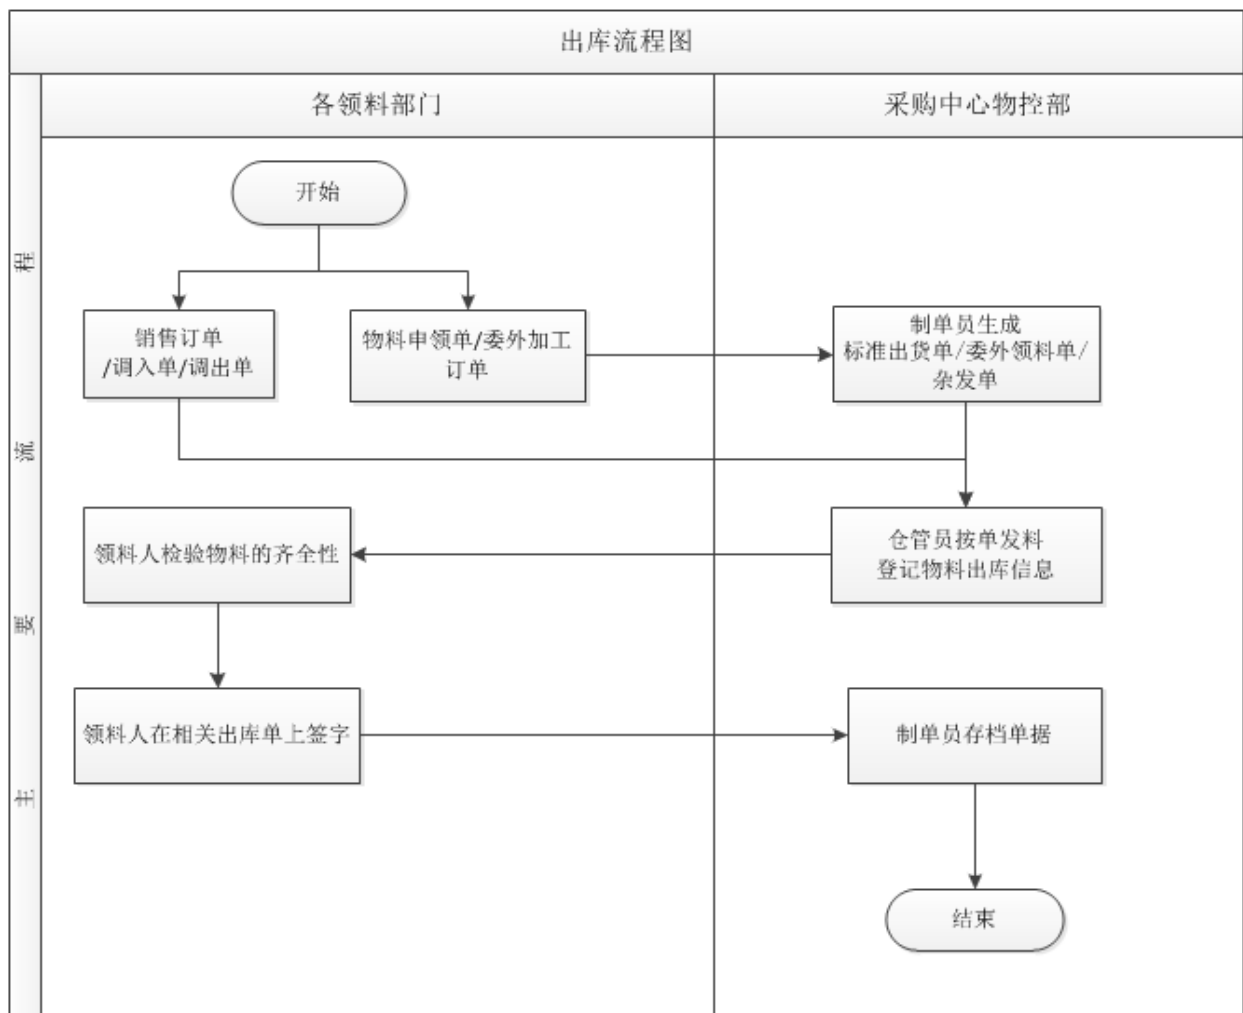 出库流程图
各领料部门
采购中心物控部
开始
销售订单
/调入单/调出单
物料申领单/委外加工
订单
制单员生成
标准出货单/委外领料单/
杂发单
领料人检验物料的齐全性
仓管员按单发料
登记物料出库信息
领料人在相关出库单上签字
制单员存档单据
结束
主要流程